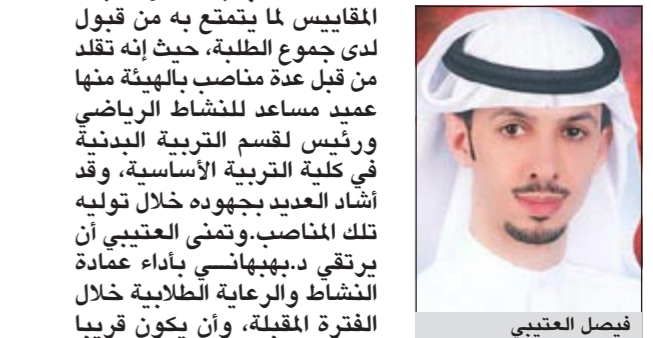 المقاييس لما يتمتع به من قبول
لدى جموع الطلبة، حيث إنه تقلد
من قبل عدة مناصب بالهيئة منها
عميد مساعد للنشاط الرياضي
ورئيس لقسم التربية البدنية
في كلية التربية الأساسية، وقد
أشاد العديد بجهوده خلال توليه
تلك المناصب.وتمنى العتيبي أن
يرتقي د.بهبهانـــي بأداء عمادة
النشاط والرعاية الطلابية خلال
الفترة المقبلة، وأن يكون قريبا
فيصل العتيبي